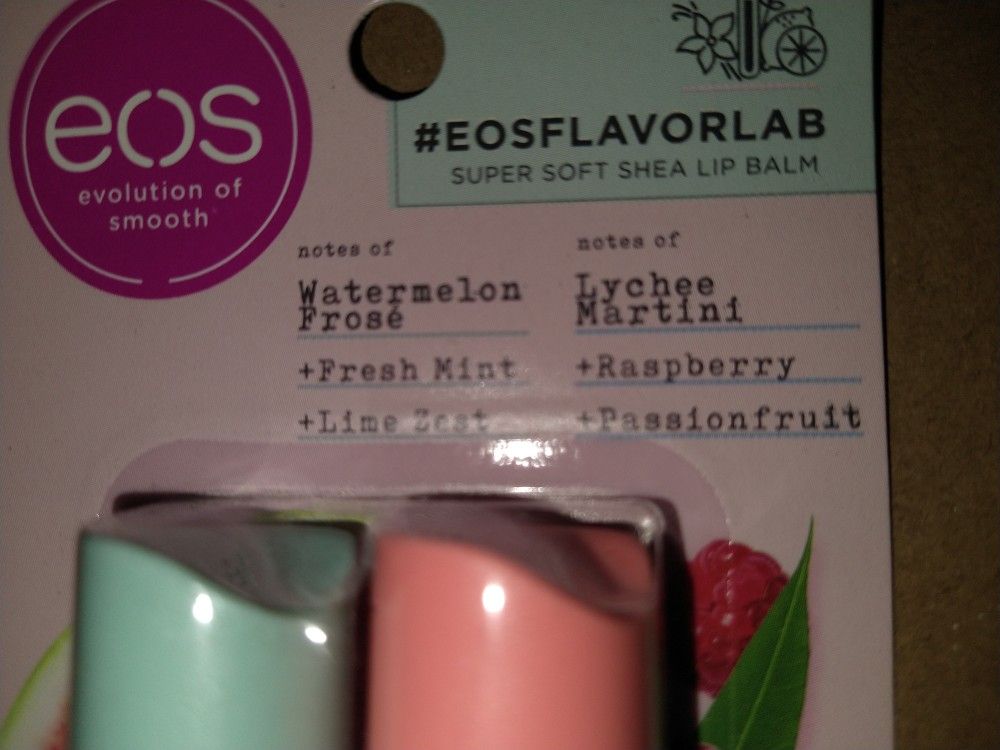 eos
evolution of
smooth
#EOSFLAVORLAB
SUPER SOFT SHEA LIP BALM
notes of
Watermelon
Frosé
+Fresh Mint
+Lime Zest
notes of
Lychee
Martini
+Raspberry
+Passionfruit